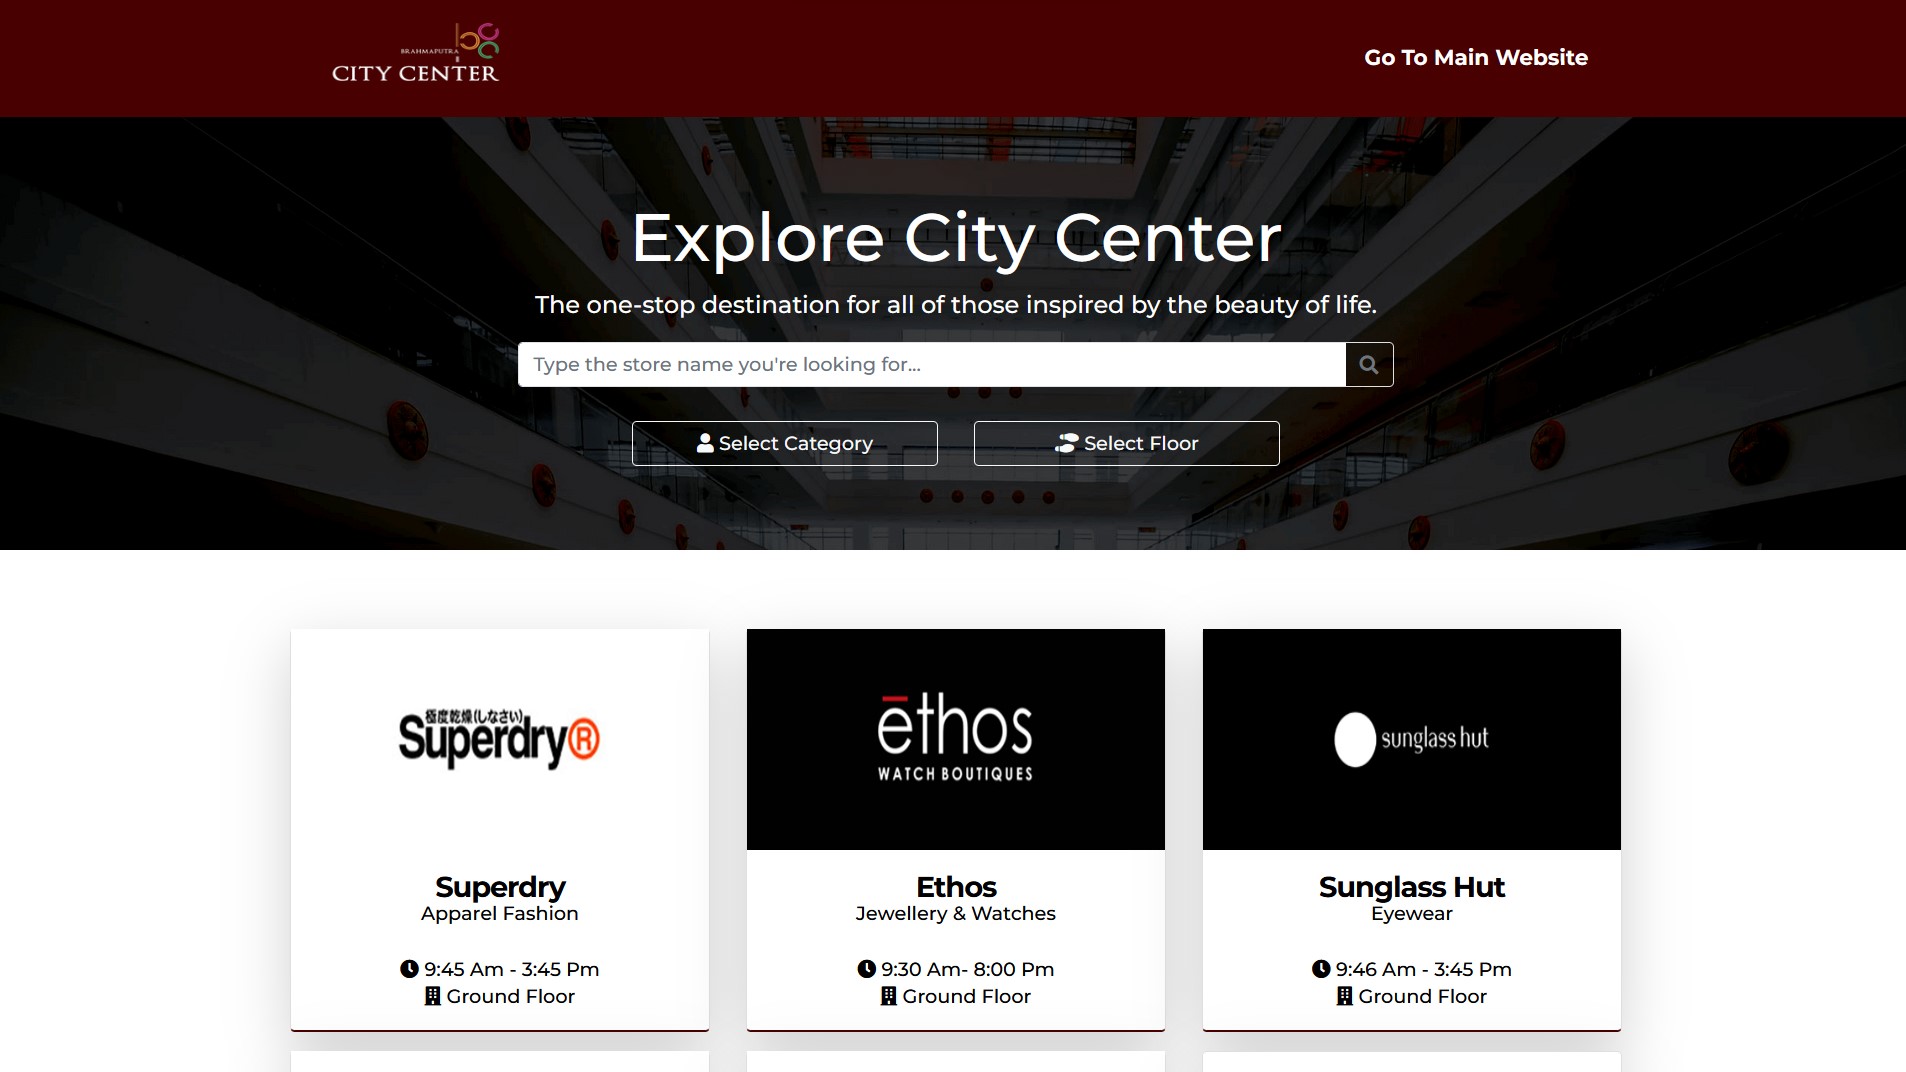 BRAHMAPUTRA
CITY CENTER
Go To Main Website
Explore City Center
The one-stop destination for all of those inspired by the beauty of life.
Type the store name you're looking for...
Select Category
Select Floor
極度乾燥(しなさい)
Superdry®
Superdry
Apparel Fashion
9:45 Am - 3:45 Pm
Ground Floor
ēthos
WATCH BOUTIQUES
Ethos
Jewellery & Watches
9:30 Am- 8:00 Pm
Ground Floor
sunglass hut
Sunglass Hut
Eyewear
9:46 Am - 3:45 Pm
Ground Floor